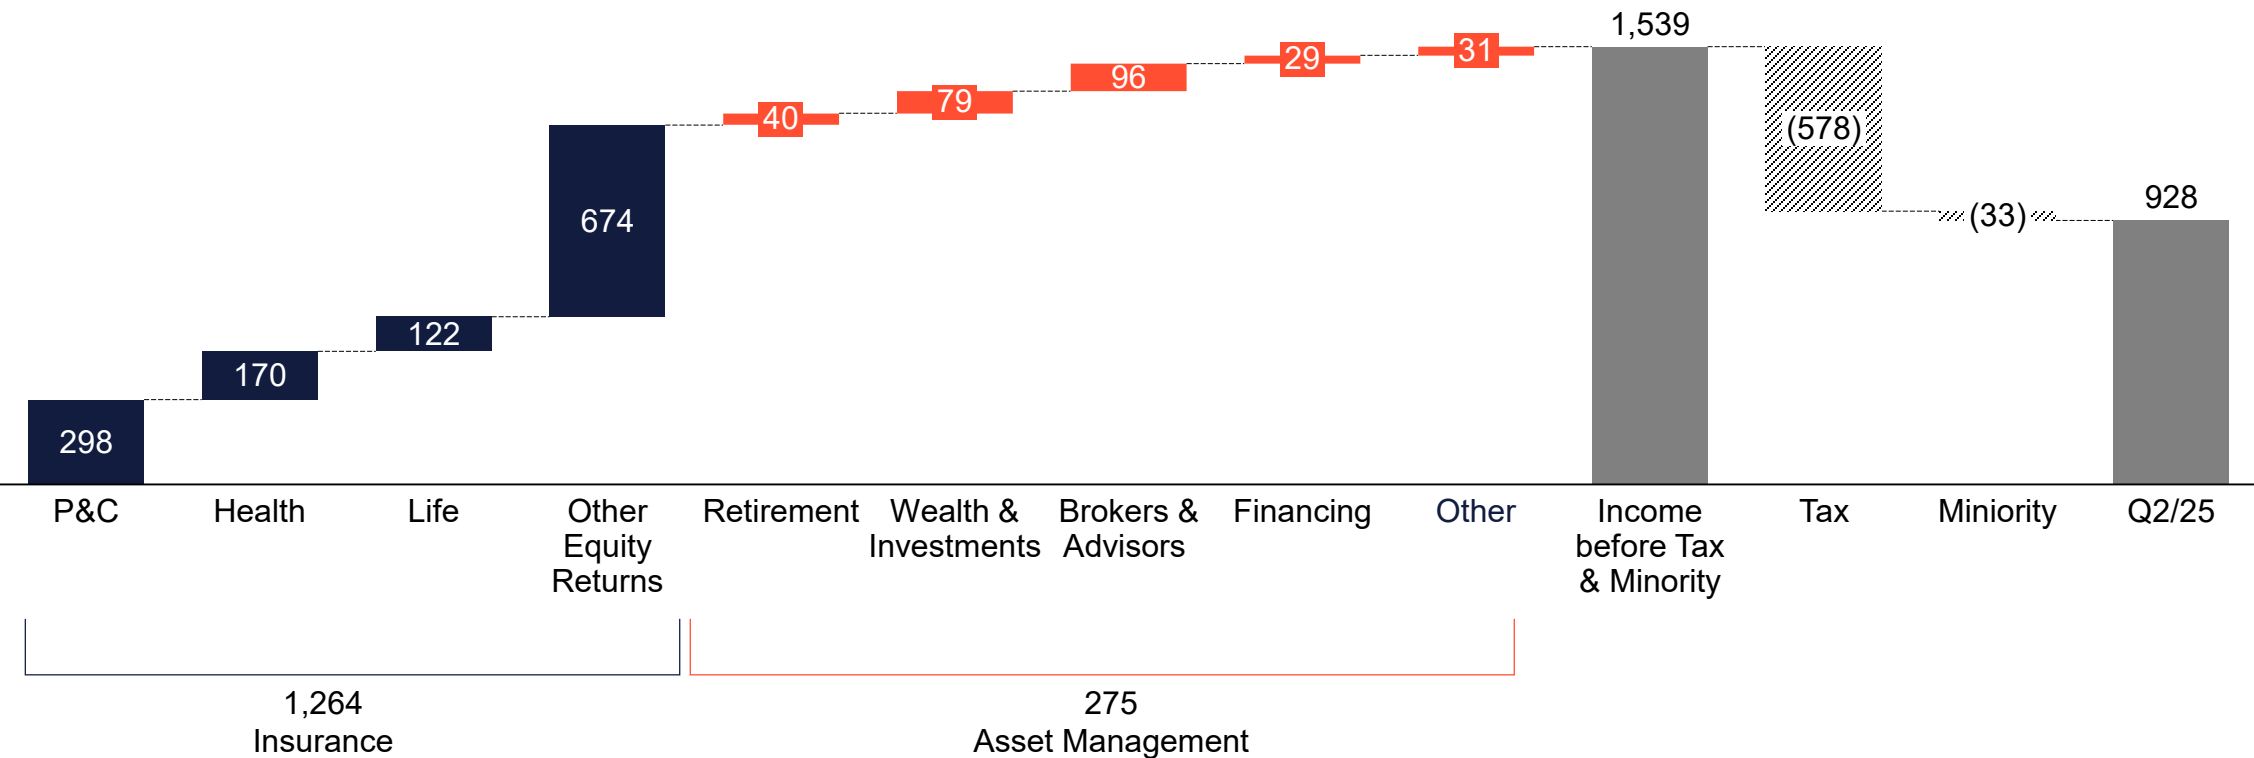 1,539
31
29
96
79
40
(578)
928
(33)
674
122
170
298
P&C
Health
Life
Other
Equity
Returns
Retirement
Wealth &
Investments
Brokers &
Advisors
Financing
Other
Income
before Tax
& Minority
Tax
Miniority
Q2/25
1,264
Insurance
275
Asset Management